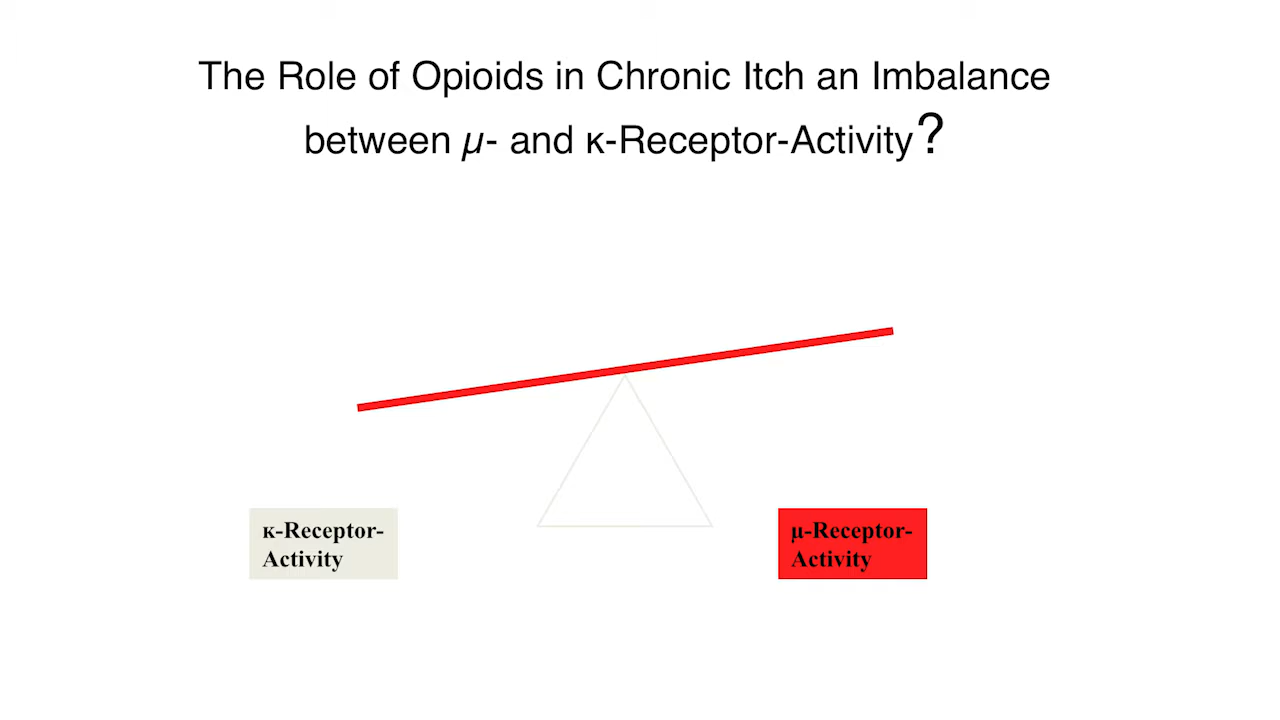 The Role of Opioids in Chronic Itch an Imbalance
between μ- and κ-Receptor-Activity?
κ-Receptor-
Activity
μ-Receptor-
Activity